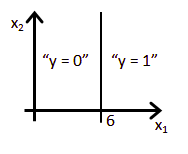 x2
“y = 0” “y = 1”
6
x1